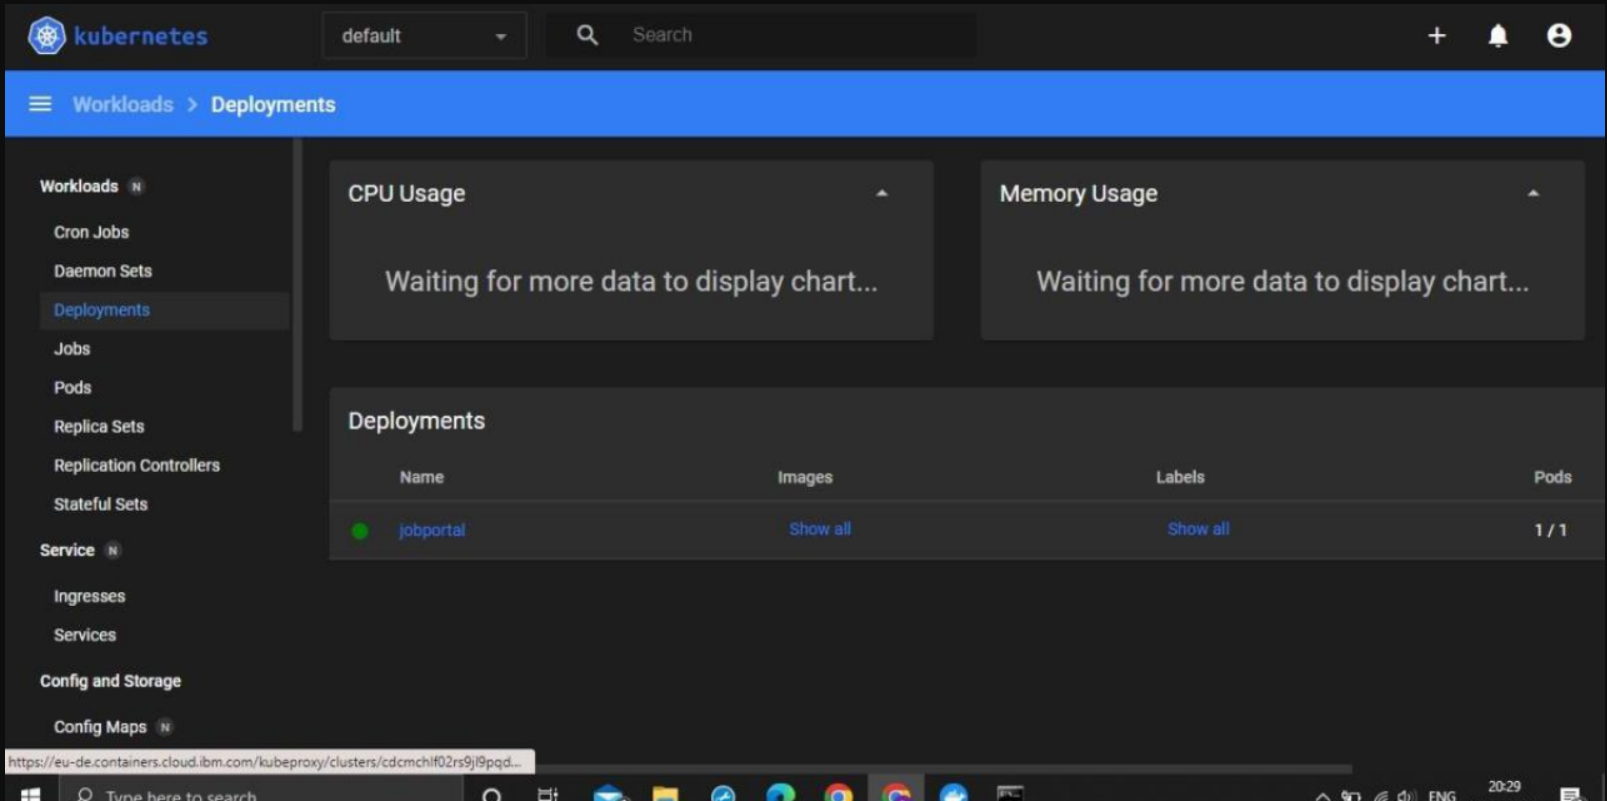 kubernetes
default
Search
Workloads > Deployments
Workloads N
Cron Jobs
Daemon Sets
Deployments
Jobs
Pods
Replica Sets
Replication Controllers
Stateful Sets
Service N
Ingresses
Services
Config and Storage
Config Maps N
CPU Usage
Waiting for more data to display chart...
Memory Usage
Waiting for more data to display chart...
Deployments
Name Images Labels Pods
jobportal Show all Show all 1 / 1
https://eu-de.containers.cloud.ibm.com/kubeproxy/clusters/cdcmchlf02rs9jl9pqd...
Type here to search
ENG
20:29